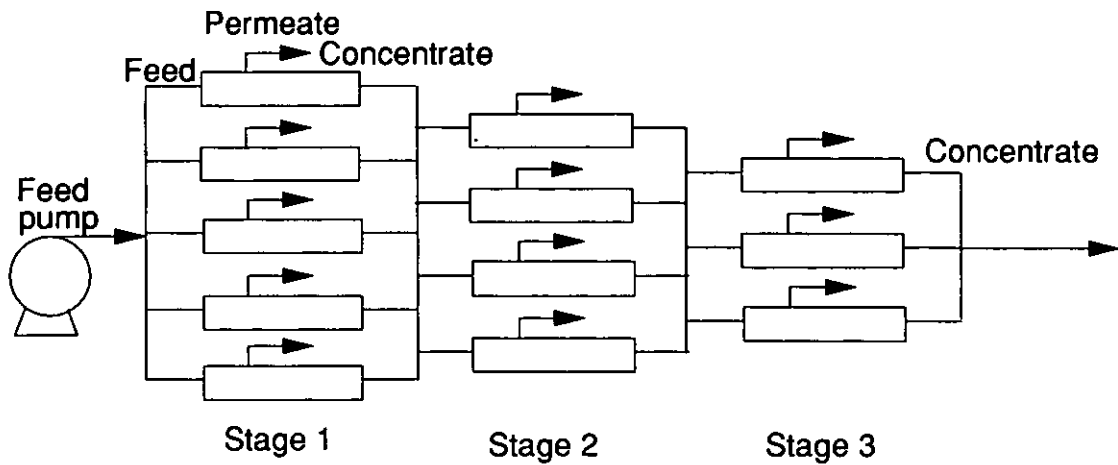 Permeate
Concentrate
Feed
Feed
pump
Concentrate
Stage 1
Stage 2
Stage 3